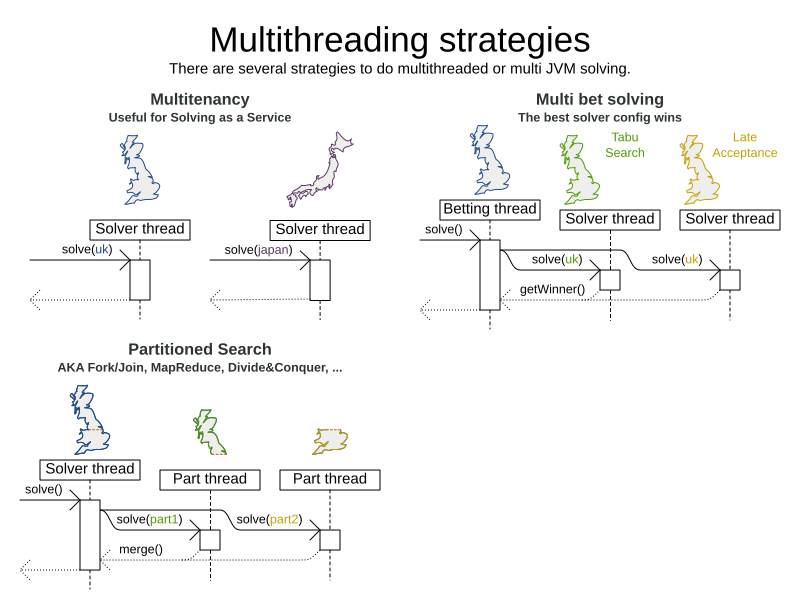 Multithreading strategies
There are several strategies to do multithreaded or multi JVM solving.
Multitenancy
Useful for Solving as a Service
Solver thread
solve(uk)
Solver thread
solve(japan)
Multi bet solving
The best solver config wins
Tabu
Search
Late
Acceptance
Betting thread
Solver thread
Solver thread
solve()
solve(uk)
solve(uk)
getWinner()
Partitioned Search
AKA Fork/Join, MapReduce, Divide&Conquer, ...
Solver thread
Part thread
Part thread
solve()
solve(part1)
solve(part2)
merge()